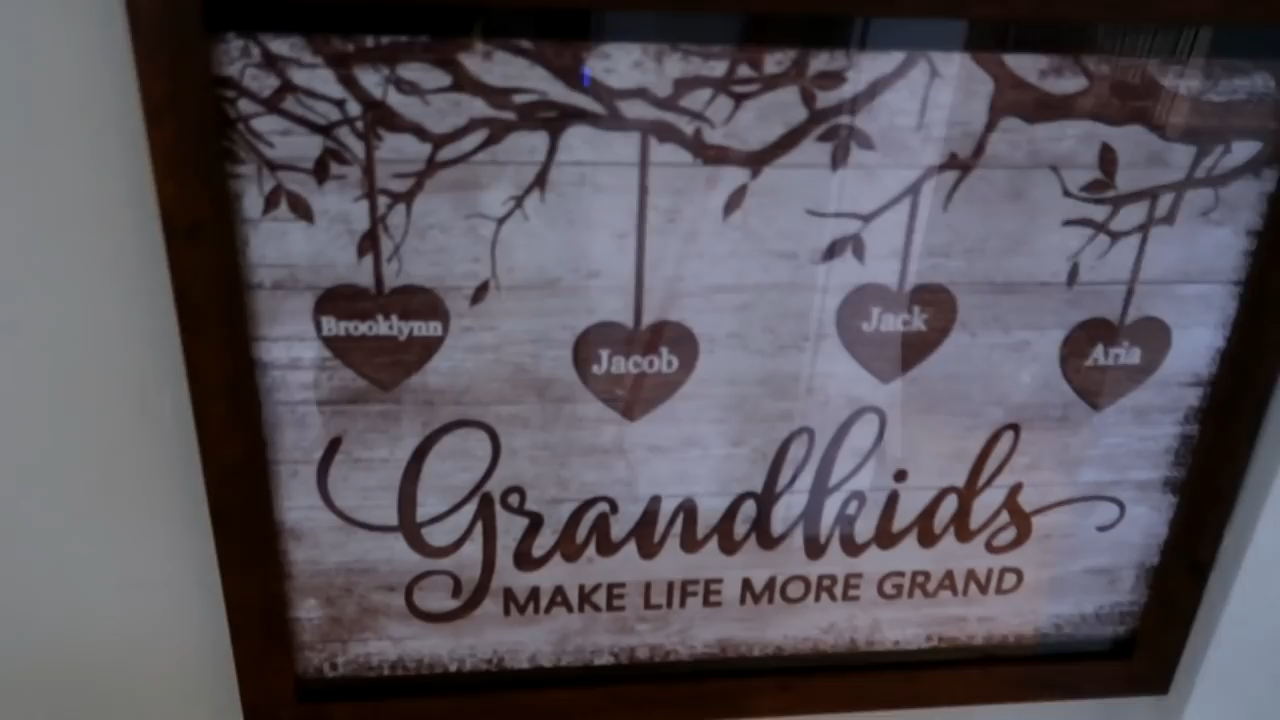 Brooklynn
Jacob
Jack
Aria
Grandkids
MAKE LIFE MORE GRAND